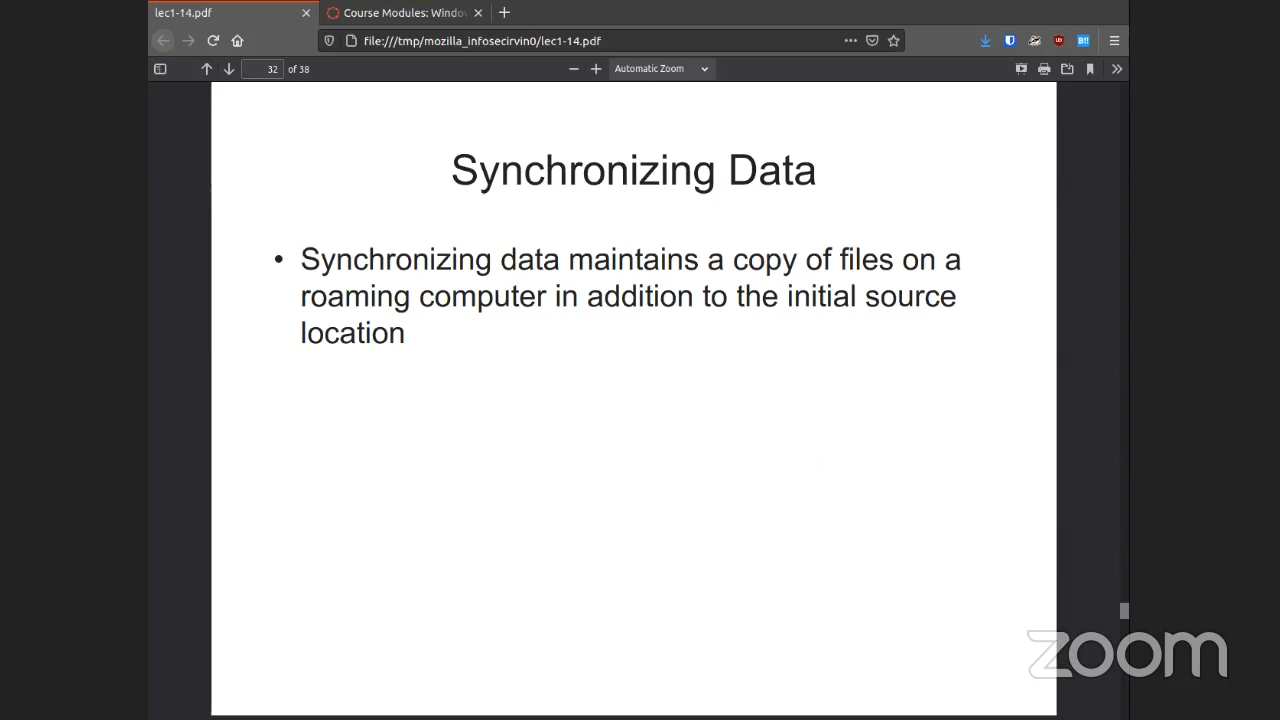 lec1-14.pdf
Course Modules: Windo
file:///tmp/mozilla_infosecirvin0/lec1-14.pdf
32 of 38
Automatic Zoom
Synchronizing Data
• Synchronizing data maintains a copy of files on a
roaming computer in addition to the initial source
location
zoom